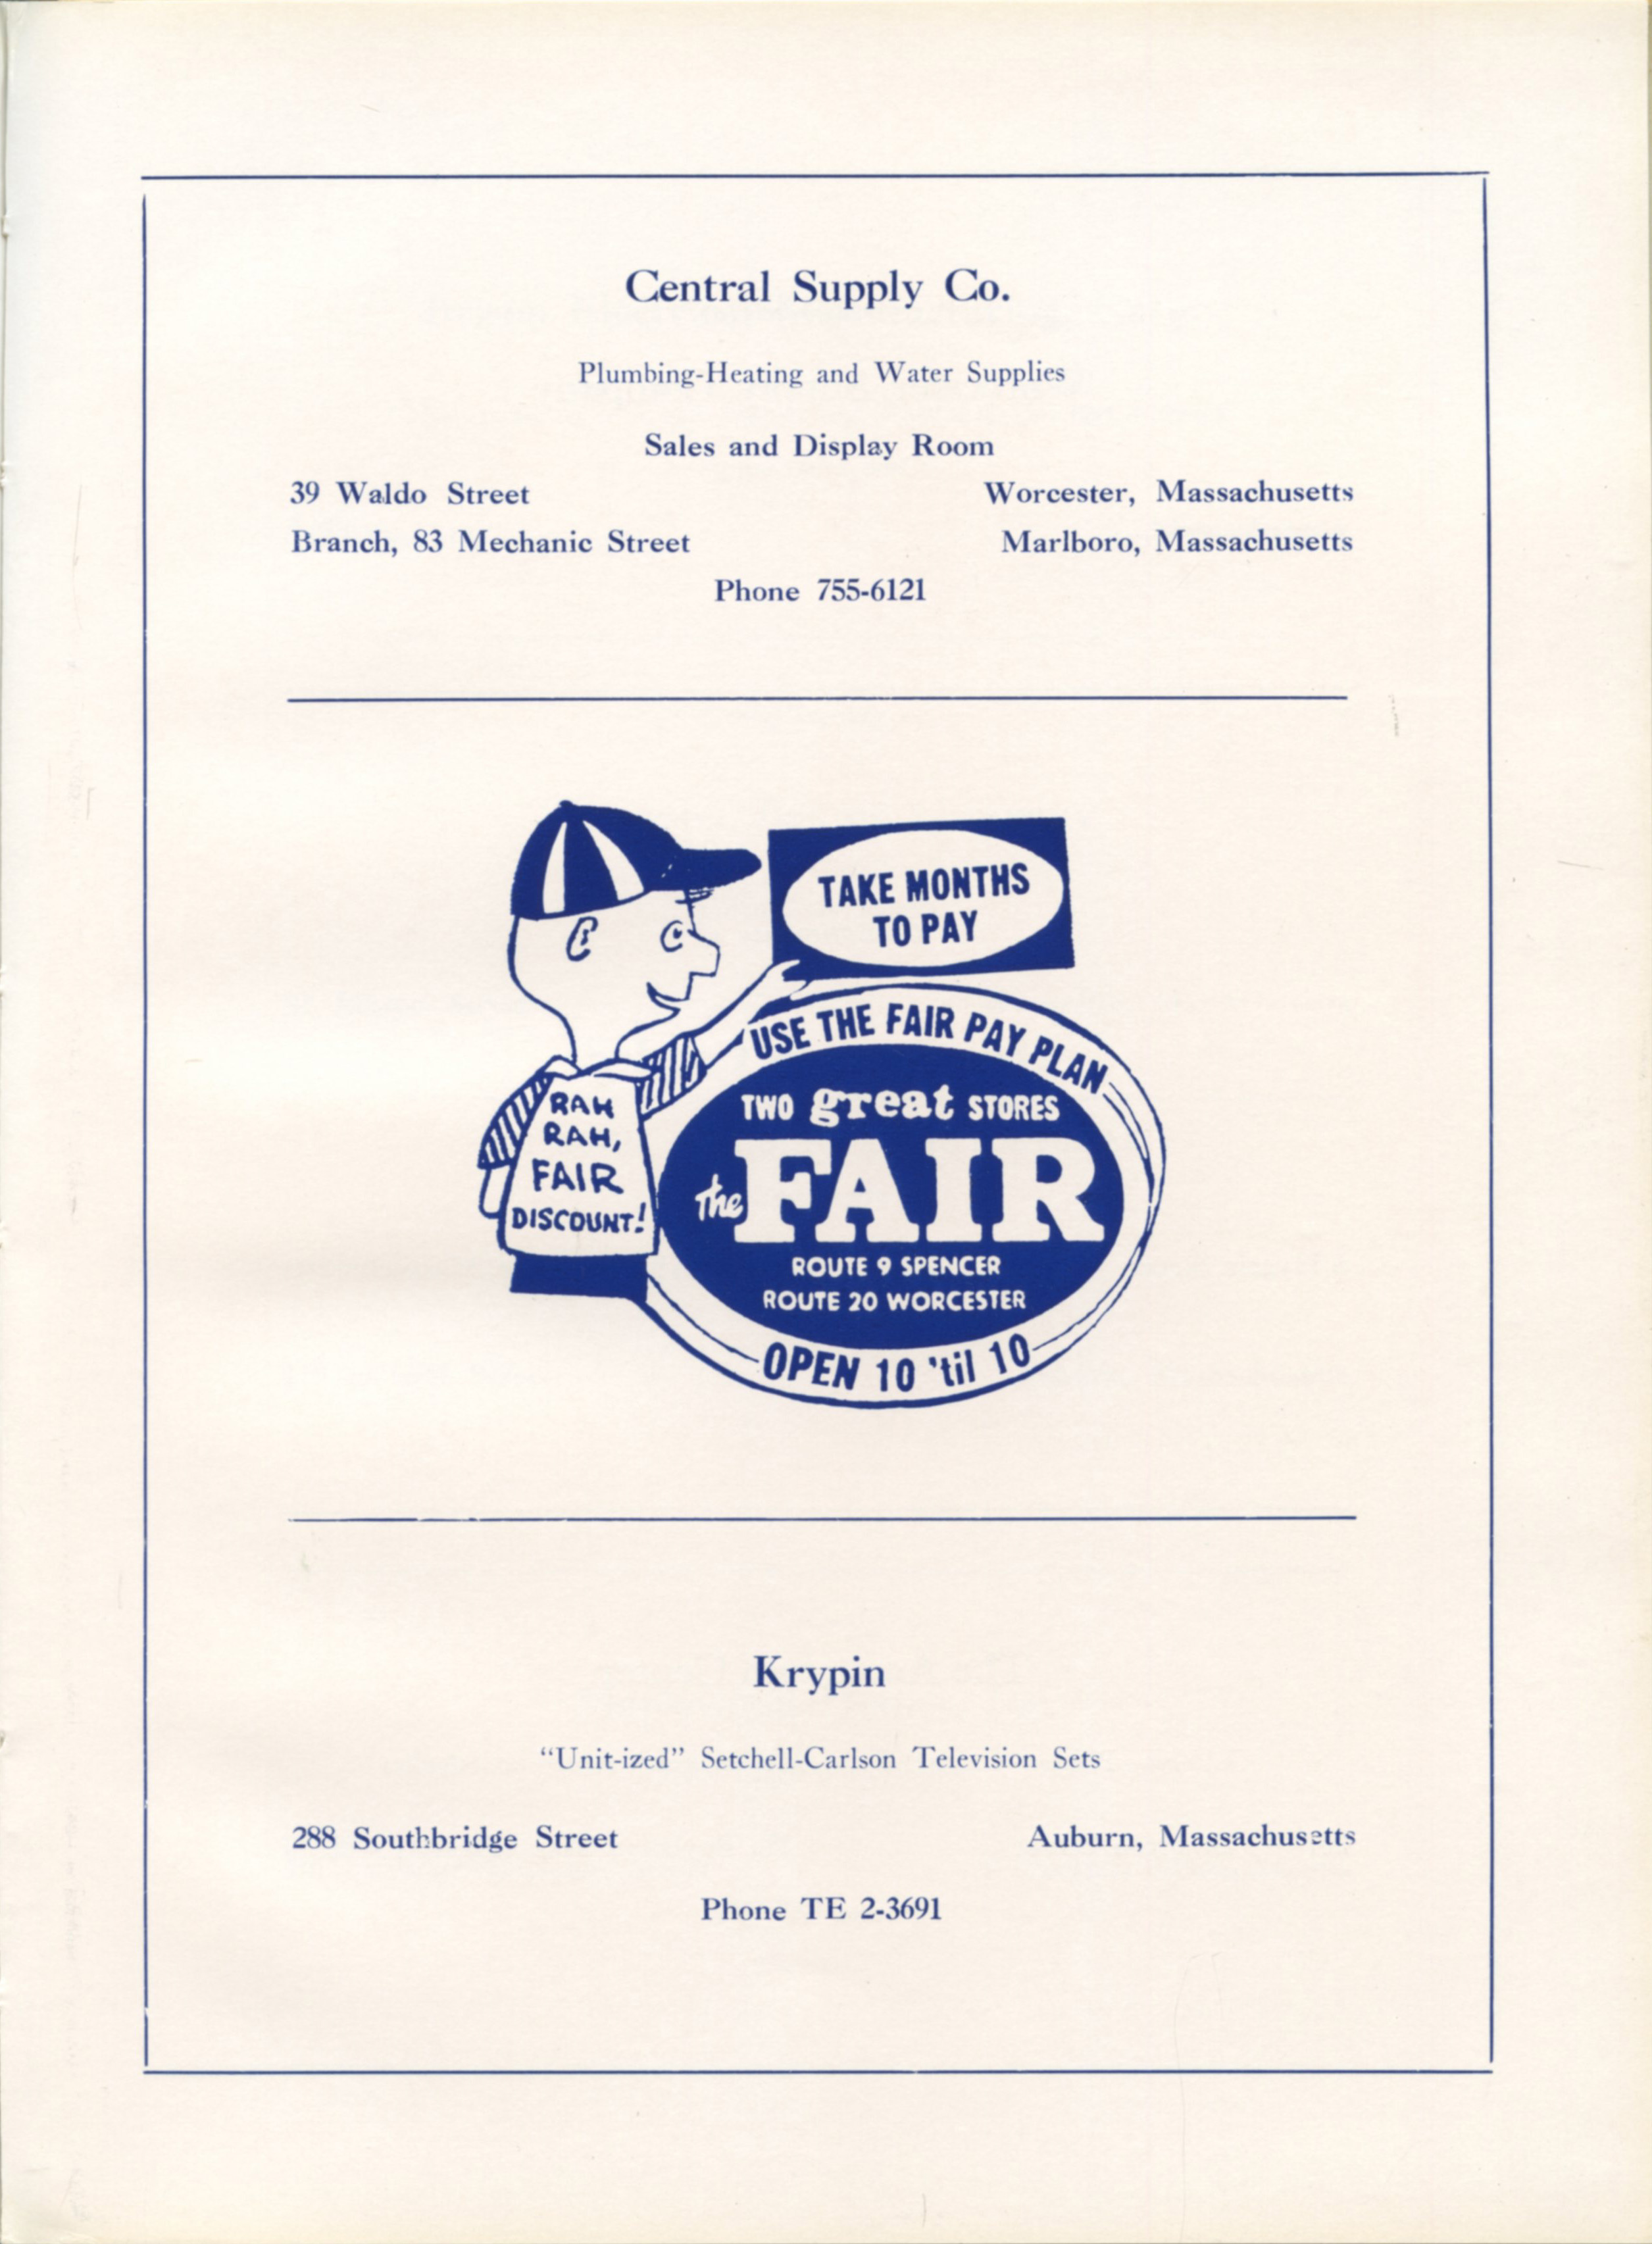 Central Supply Co.
Plumbing-Heating and Water Supplies
Sales and Display Room
39 Waldo Street Worcester, Massachusetts
Branch, 83 Mechanic Street Marlboro, Massachusetts
Phone 755-6121
TAKE MONTHS
TO PAY
USE THE FAIR PAY PLAN
TWO great STORES
the FAIR
ROUTE 9 SPENCER
ROUTE 20 WORCESTER
OPEN 10 'til 10
RAH
RAH,
FAIR
DISCOUNT!
Krypin
“Unit-ized” Setchell-Carlson Television Sets
288 Southbridge Street Auburn, Massachusetts
Phone TE 2-3691